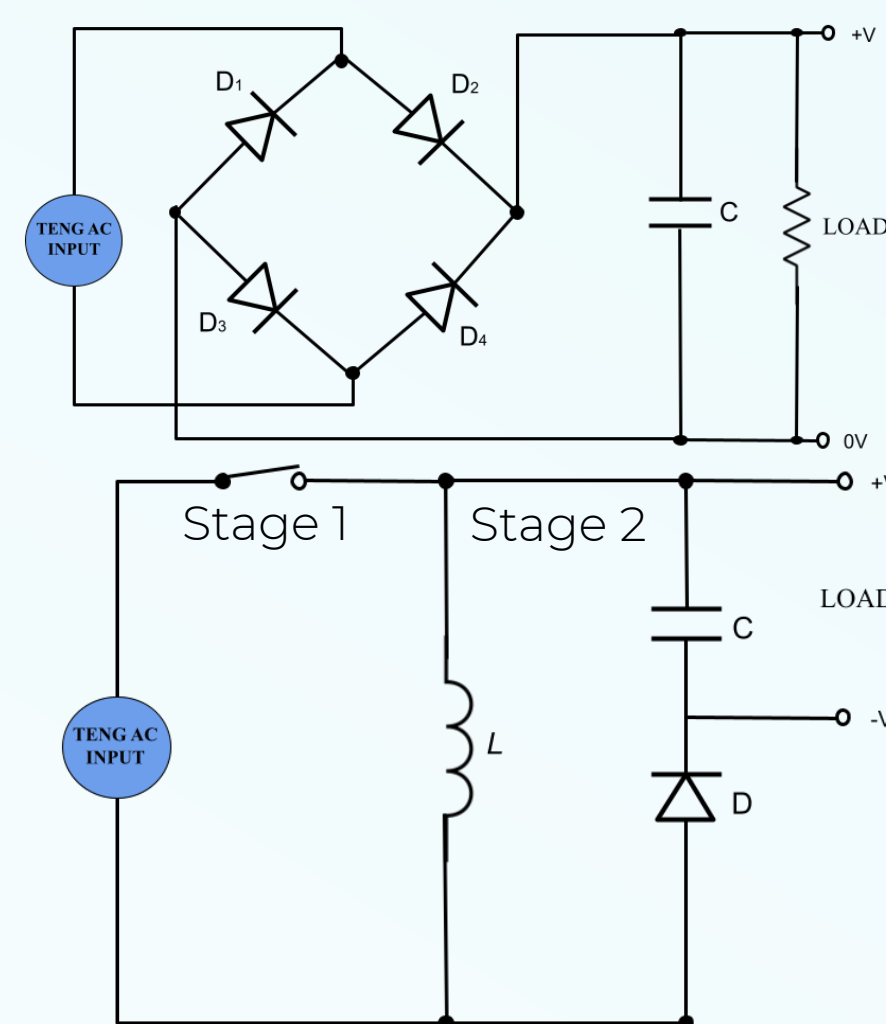 D₁
D₂
+V
TENG AC
INPUT
C
LOAD
D₃
D₄
0V
Stage 1
Stage 2
+V
C
LOAD
-V
TENG AC
INPUT
L
D